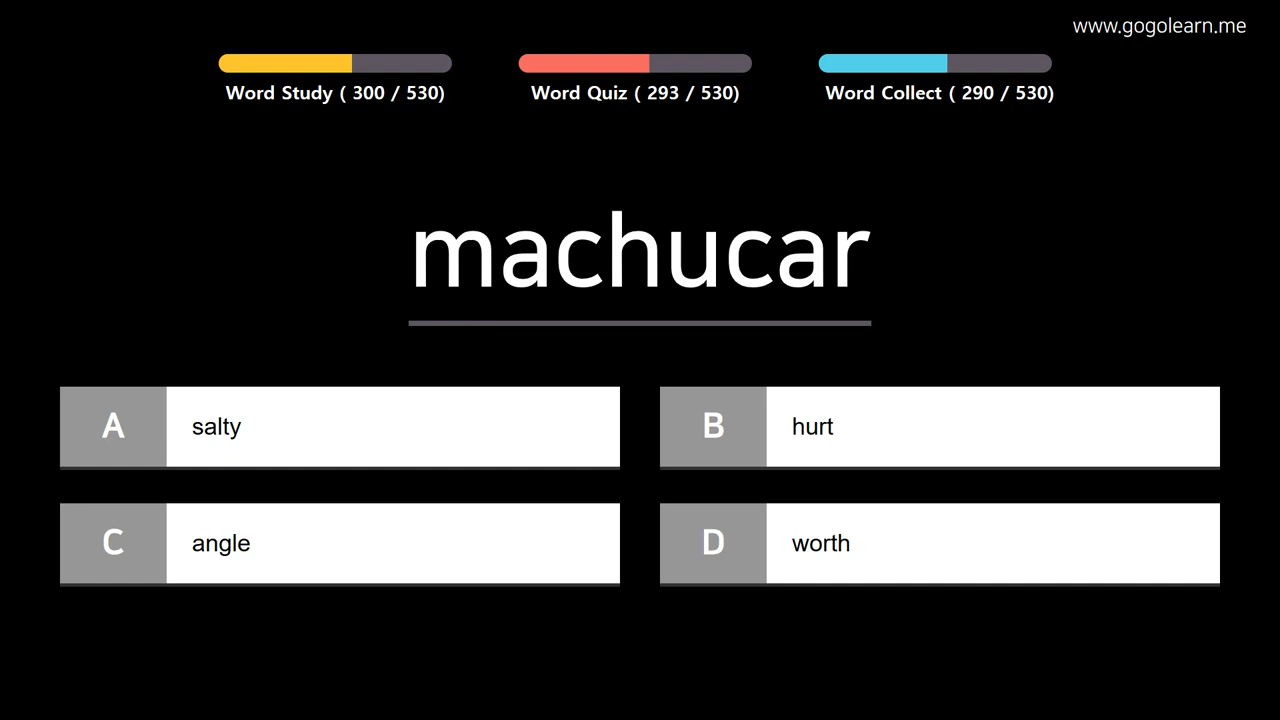 www.gogolearn.me
Word Study ( 300 / 530)
Word Quiz ( 293 / 530)
Word Collect ( 290 / 530)
machucar
A salty
B hurt
C angle
D worth